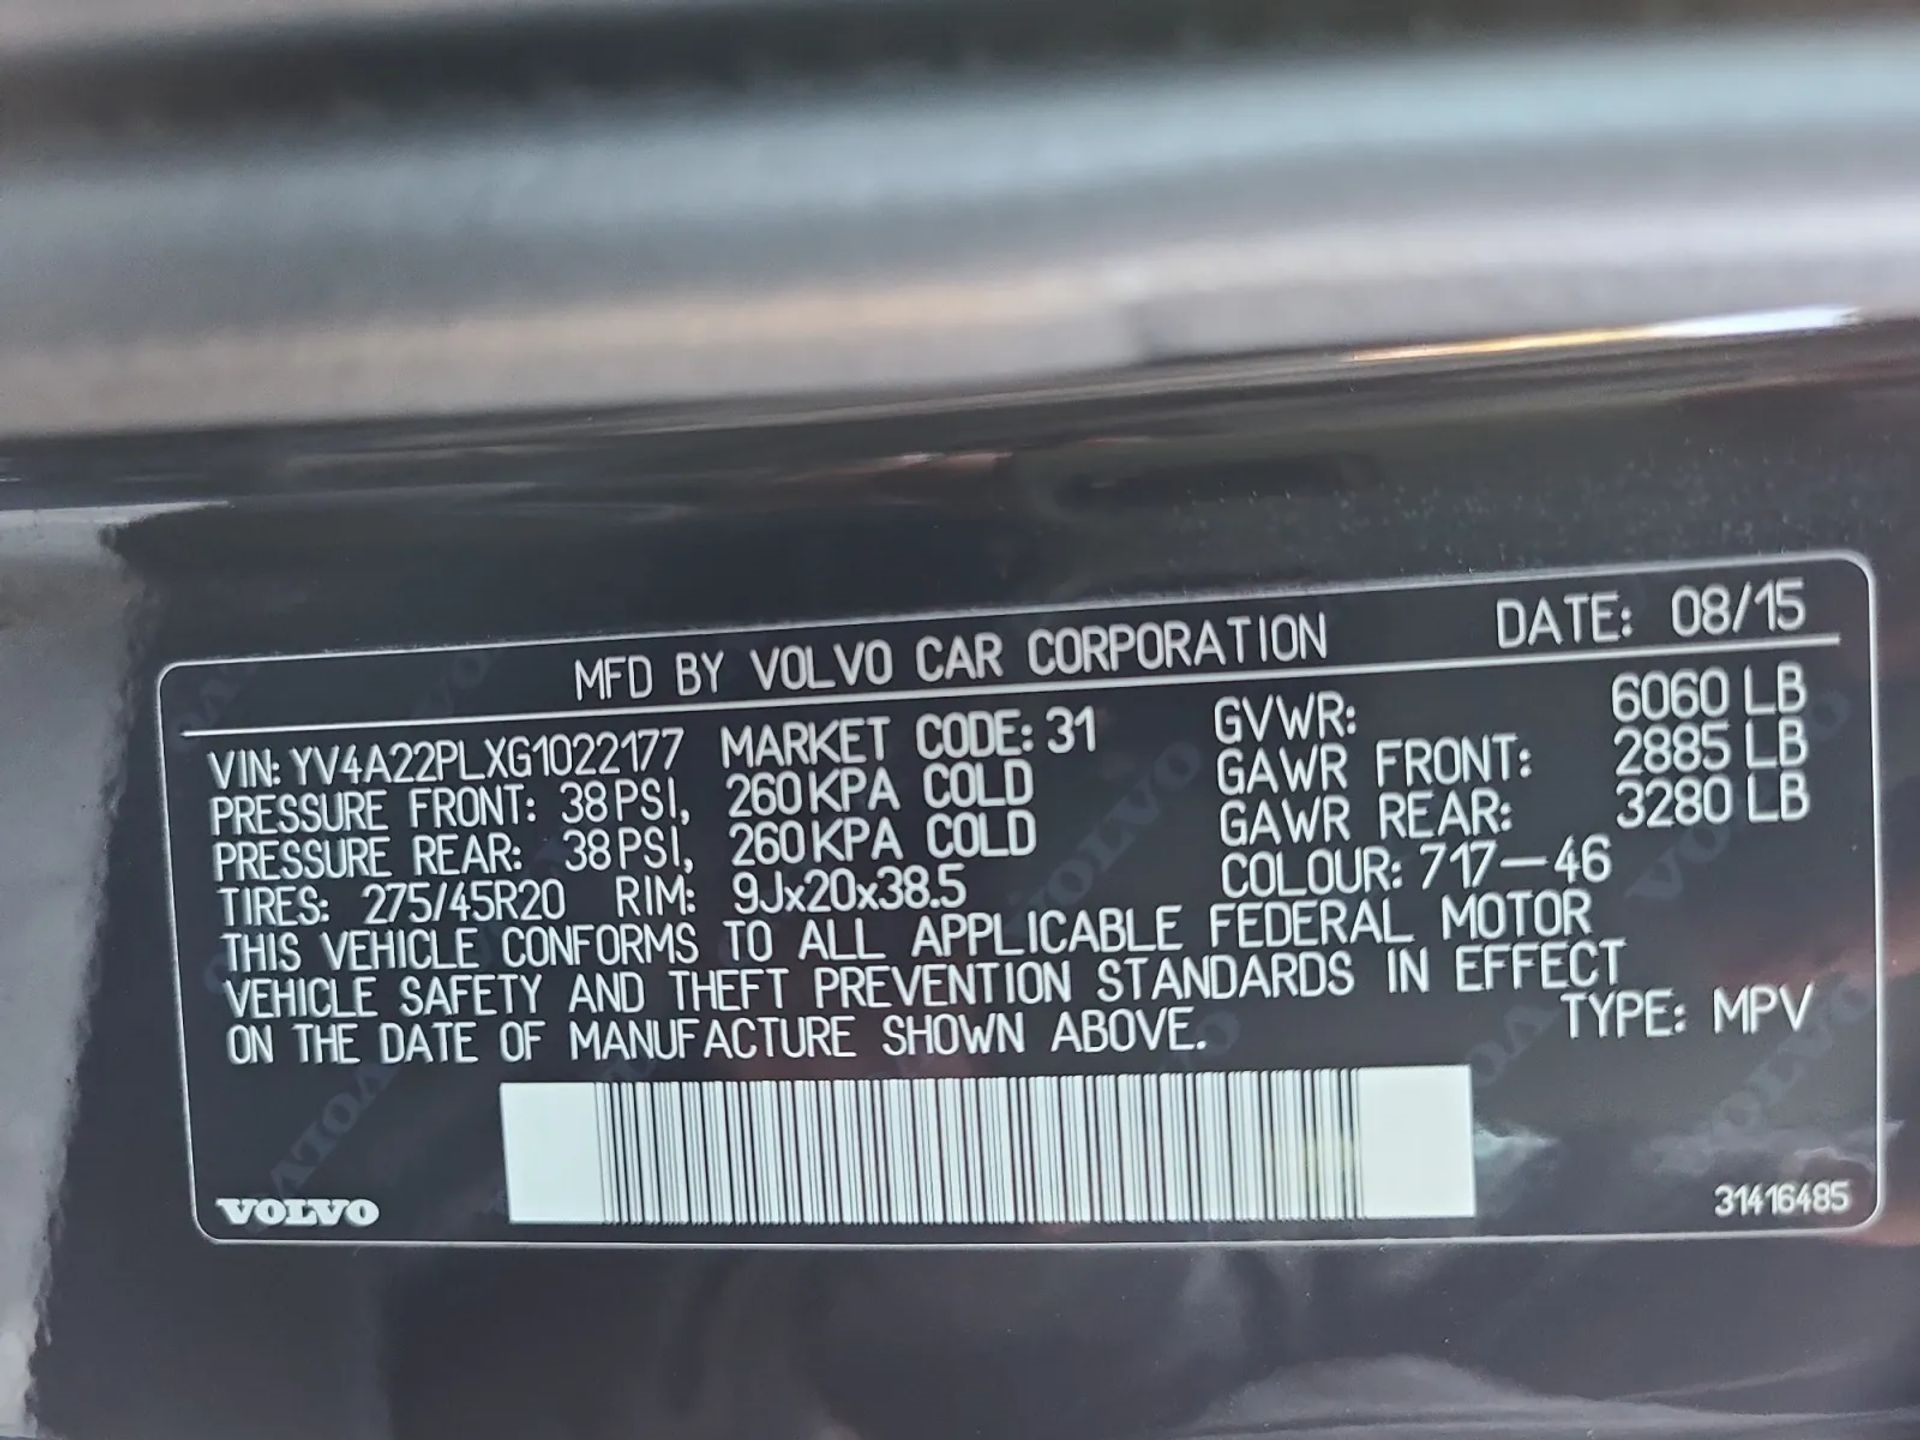 MFD BY VOLVO CAR CORPORATION DATE: 08/15
VIN: YV4A22PLXG1022177 MARKET CODE: 31 GVWR: 6060 LB
PRESSURE FRONT: 38 PSI, 260 KPA COLD GAWR FRONT: 2885 LB
PRESSURE REAR: 38 PSI, 260 KPA COLD GAWR REAR: 3280 LB
TIRES: 275/45R20 RIM: 9Jx20x38.5 COLOUR: 717-46
THIS VEHICLE CONFORMS TO ALL APPLICABLE FEDERAL MOTOR
VEHICLE SAFETY AND THEFT PREVENTION STANDARDS IN EFFECT
ON THE DATE OF MANUFACTURE SHOWN ABOVE. TYPE: MPV
VOLVO 31416485